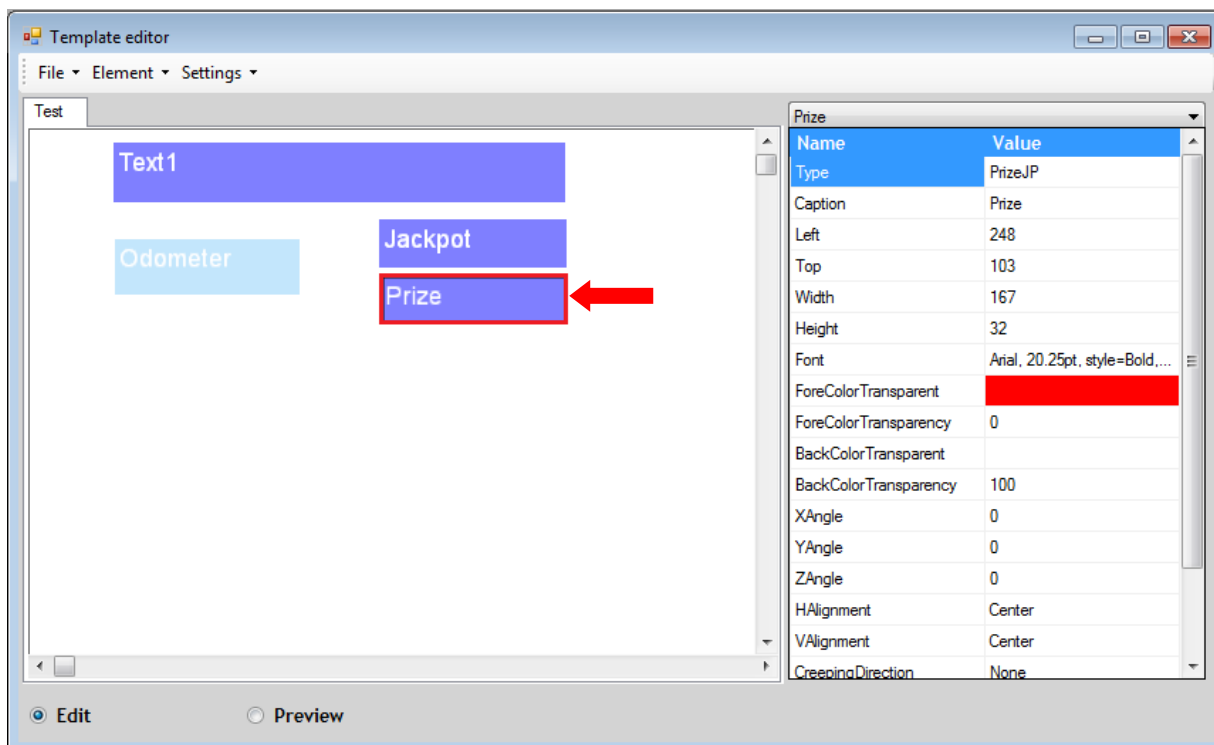 Template editor
File Element Settings
Test
Text1
Jackpot
Odometer
Prize
Prize
Name Value
Type PrizeJP
Caption Prize
Left 248
Top 103
Width 167
Height 32
Font Arial, 20.25pt, style=Bold,...
ForeColorTransparent
ForeColorTransparency 0
BackColorTransparent
BackColorTransparency 100
XAngle 0
YAngle 0
ZAngle 0
HAlignment Center
VAlignment Center
CreepingDirection None
Edit Preview